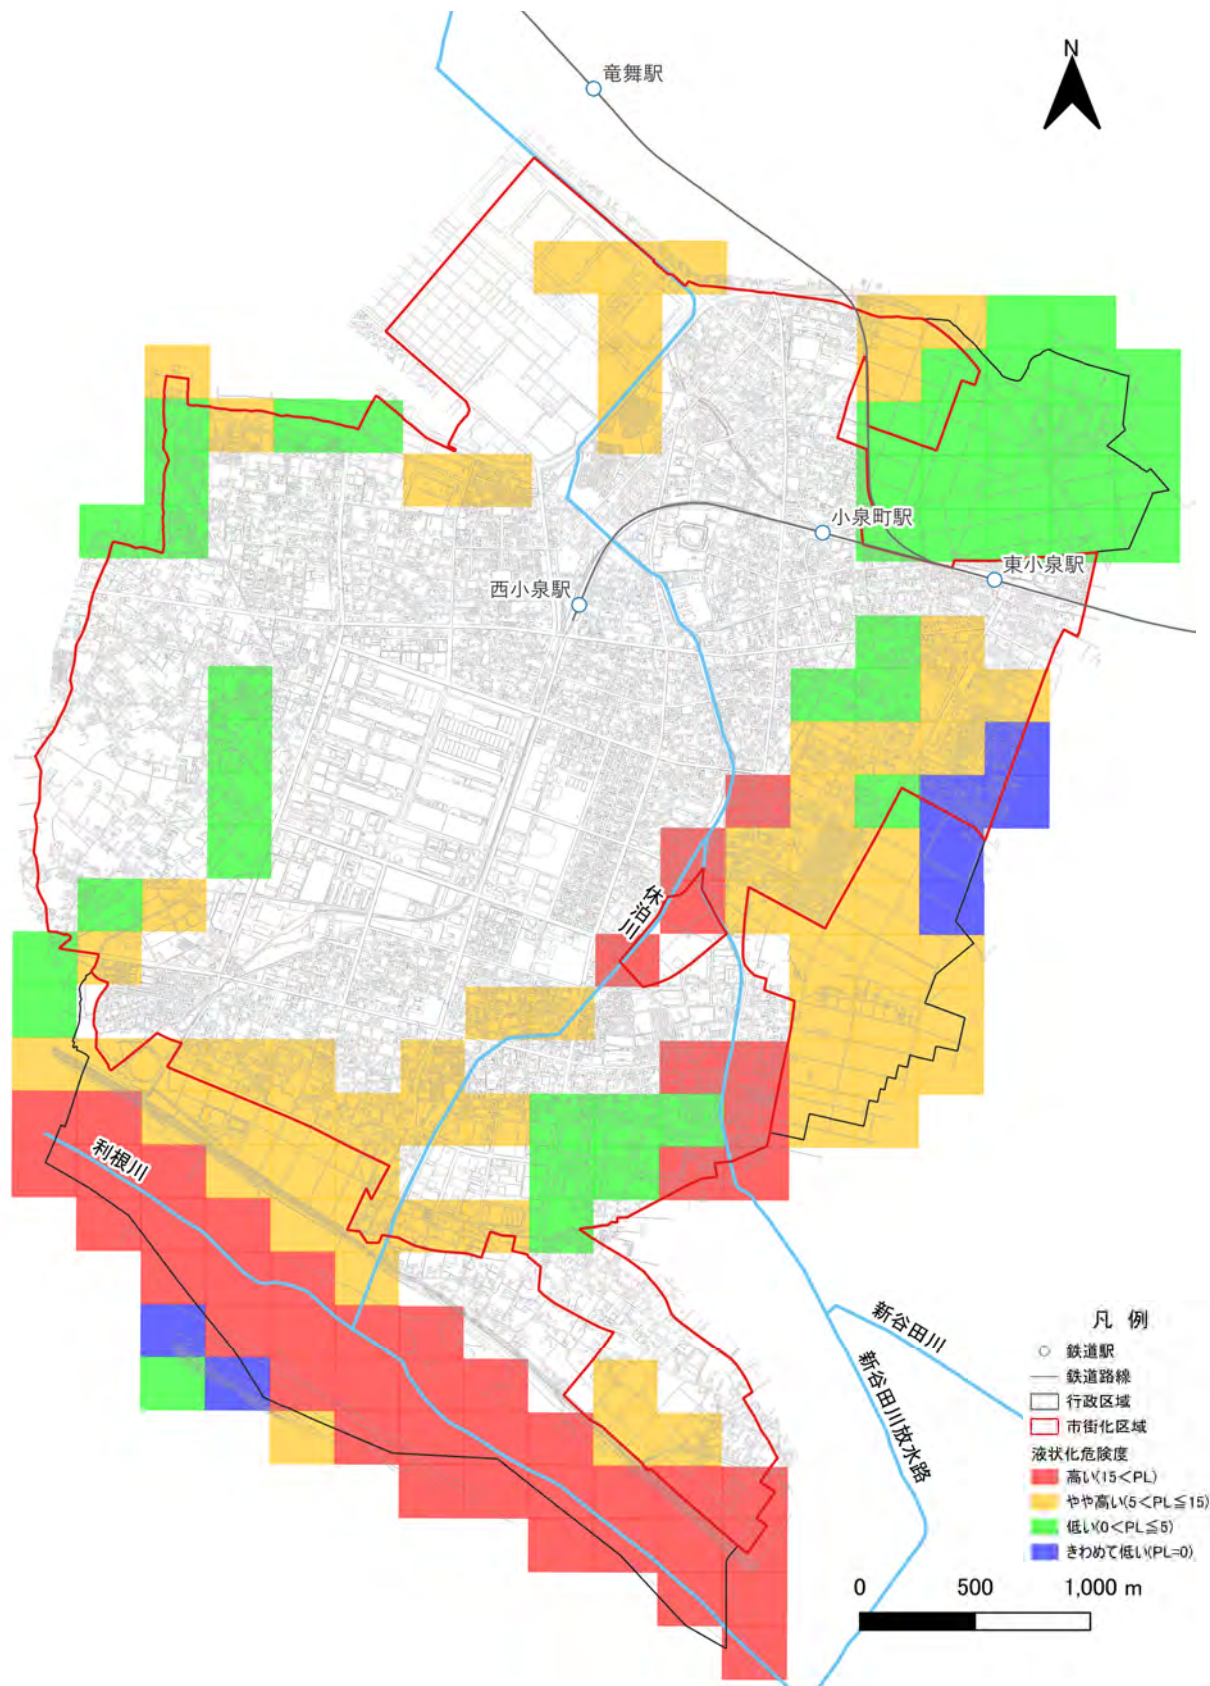 N
竜舞駅
小泉町駅
東小泉駅
西小泉駅
休泊川
利根川
新谷田川
新谷田川放水路
凡 例
鉄道駅
鉄道路線
行政区域
市街化区域
液状化危険度
高い(15<PL)
やや高い(5<PL≦15)
低い(0<PL≦5)
きわめて低い(PL=0)
0 500 1,000 m